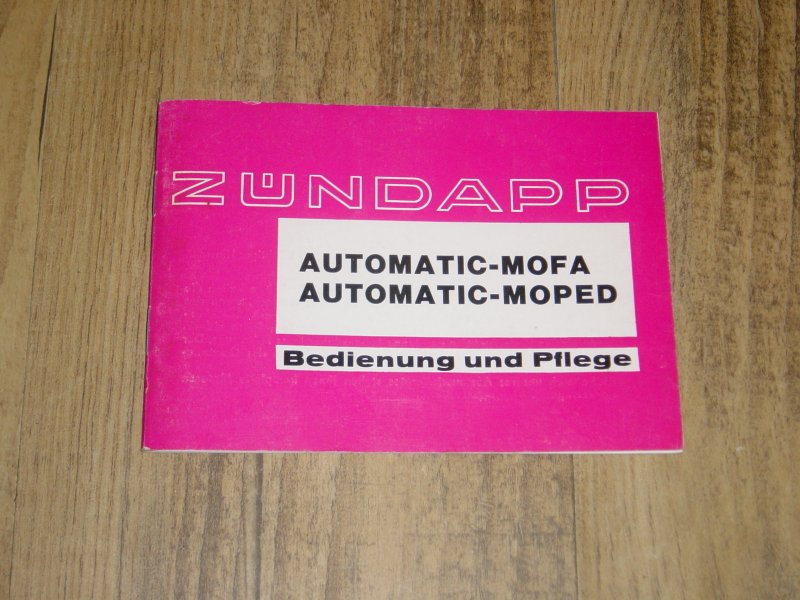 ZÜNDAPP
AUTOMATIC-MOFA
AUTOMATIC-MOPED
Bedienung und Pflege